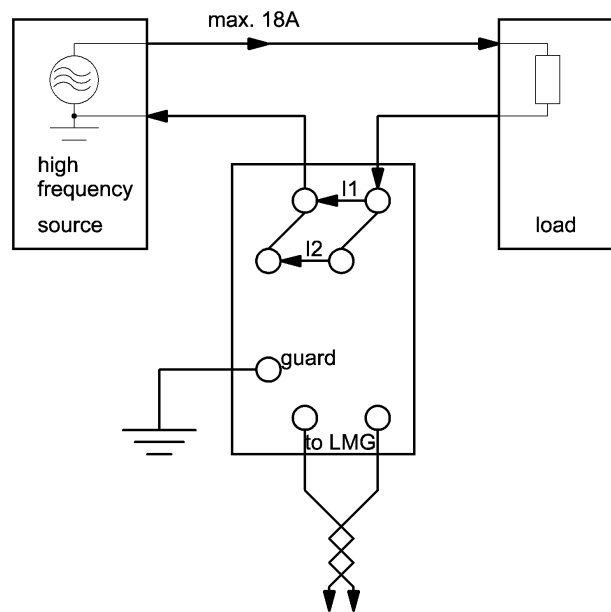 max. 18A
high
frequency
source
load
I1
I2
guard
to LMG